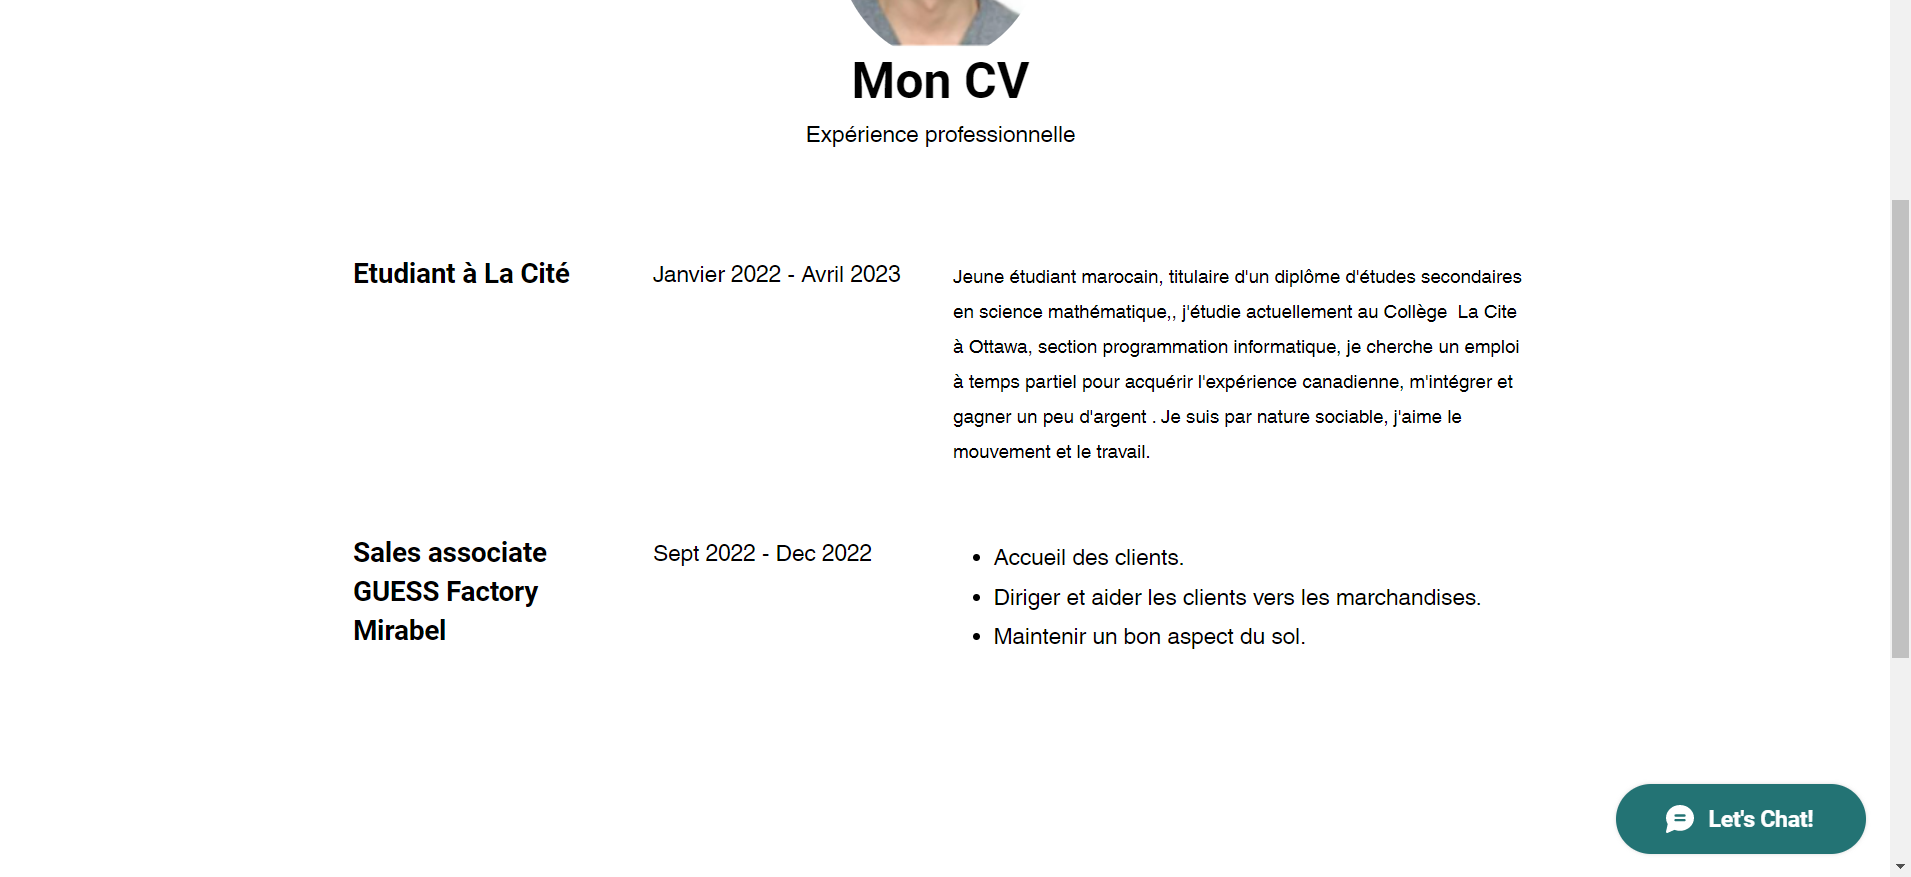 Mon CV
Expérience professionnelle
Etudiant à La Cité
Janvier 2022 - Avril 2023
Jeune étudiant marocain, titulaire d'un diplôme d'études secondaires
en science mathématique,, j'étudie actuellement au Collège  La Cite
à Ottawa, section programmation informatique, je cherche un emploi
à temps partiel pour acquérir l'expérience canadienne, m'intégrer et
gagner un peu d'argent . Je suis par nature sociable, j'aime le
mouvement et le travail.
Sales associate
GUESS Factory
Mirabel
Sept 2022 - Dec 2022
• Accueil des clients.
• Diriger et aider les clients vers les marchandises.
• Maintenir un bon aspect du sol.
Let's Chat!